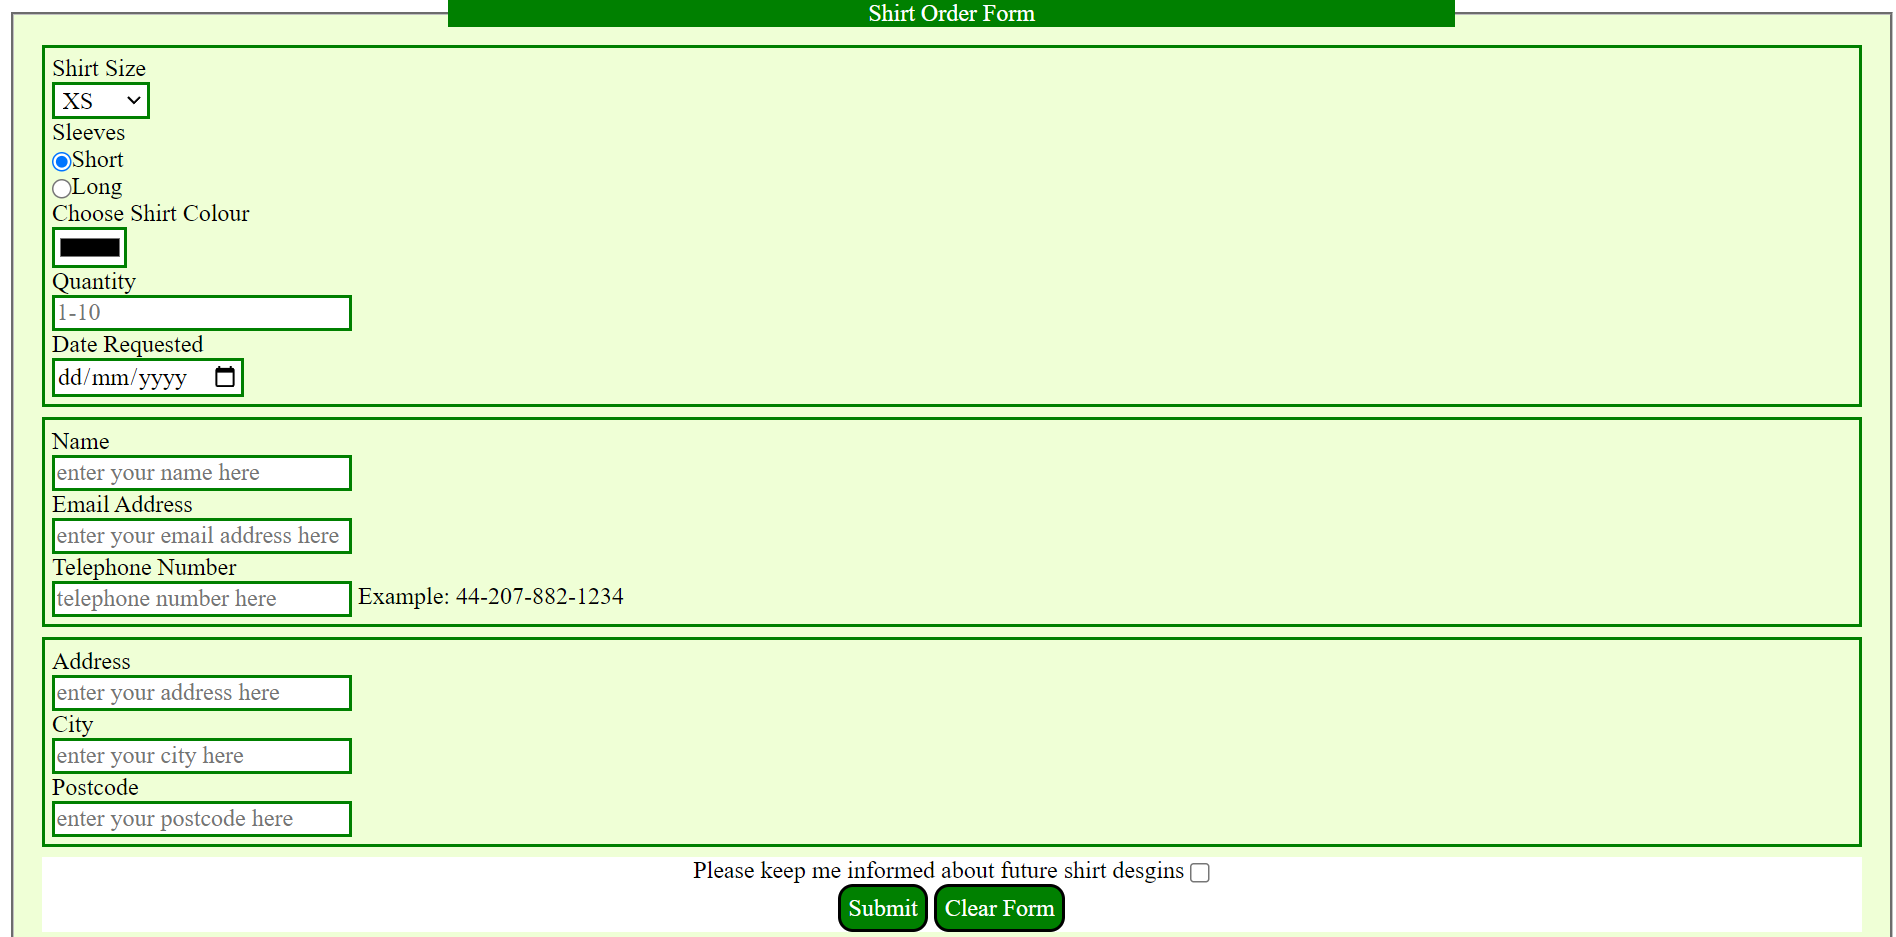 Shirt Order Form
Shirt Size
XS
Sleeves
Short
Long
Choose Shirt Colour
Quantity
1-10
Date Requested
dd/mm/yyyy
Name
enter your name here
Email Address
enter your email address here
Telephone Number
telephone number here Example: 44-207-882-1234
Address
enter your address here
City
enter your city here
Postcode
enter your postcode here
Please keep me informed about future shirt desgins
Submit Clear Form